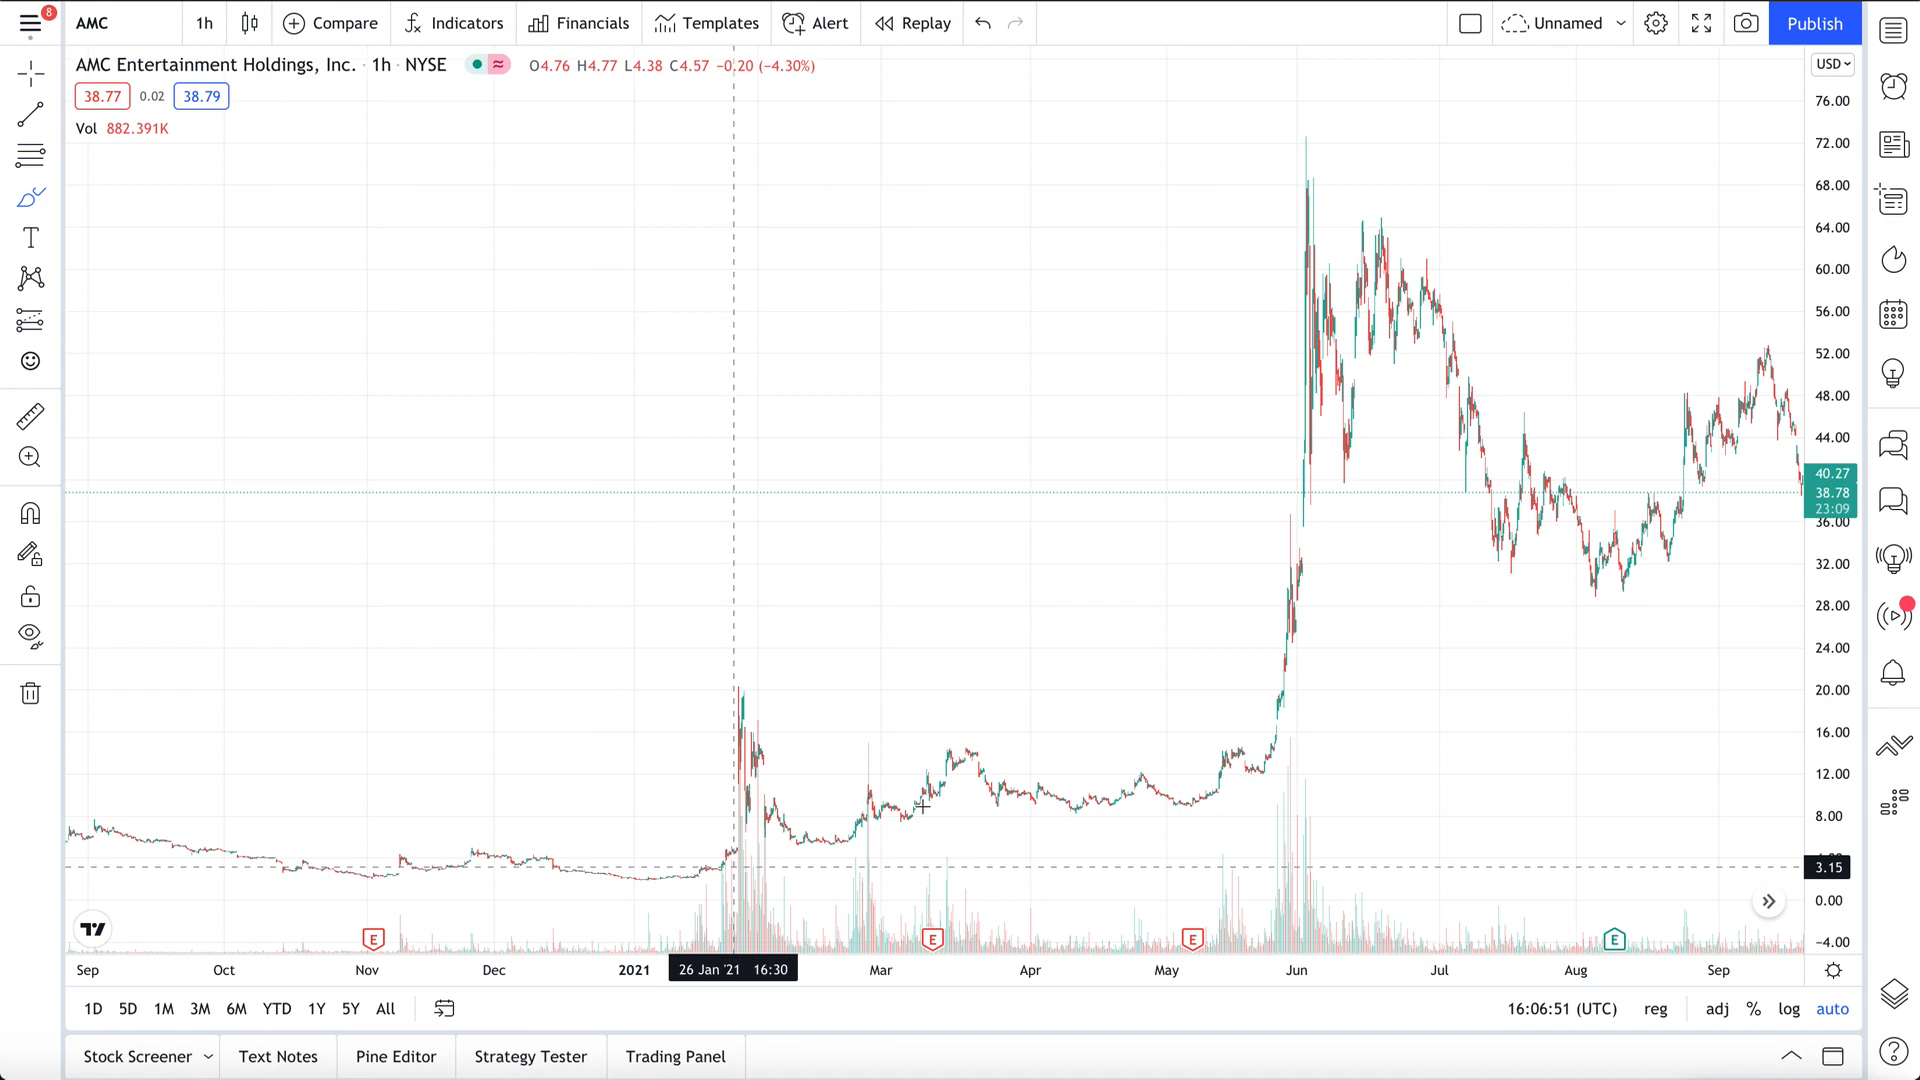 8
AMC
1h
Compare
Indicators
Financials
Templates
Alert
Replay
Unnamed
Publish
AMC Entertainment Holdings, Inc. · 1h · NYSE
O4.76 H4.77 L4.38 C4.57 −0.20 (−4.30%)
USD
38.77 0.02 38.79
Vol 882.391K
76.00
72.00
68.00
64.00
60.00
56.00
52.00
48.00
44.00
40.27
38.78
23:09
36.00
32.00
28.00
24.00
20.00
16.00
12.00
8.00
3.15
0.00
−4.00
E E E E
Sep Oct Nov Dec 2021 26 Jan '21 16:30 Mar Apr May Jun Jul Aug Sep
1D 5D 1M 3M 6M YTD 1Y 5Y All
16:06:51 (UTC) reg adj % log auto
Stock Screener Text Notes Pine Editor Strategy Tester Trading Panel